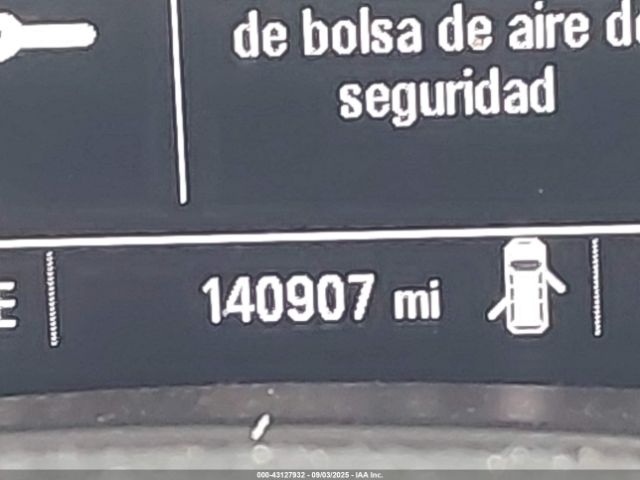 de bolsa de aire de
seguridad
E
140907 mi
000-43127932 - 09/03/2025 - IAA Inc.